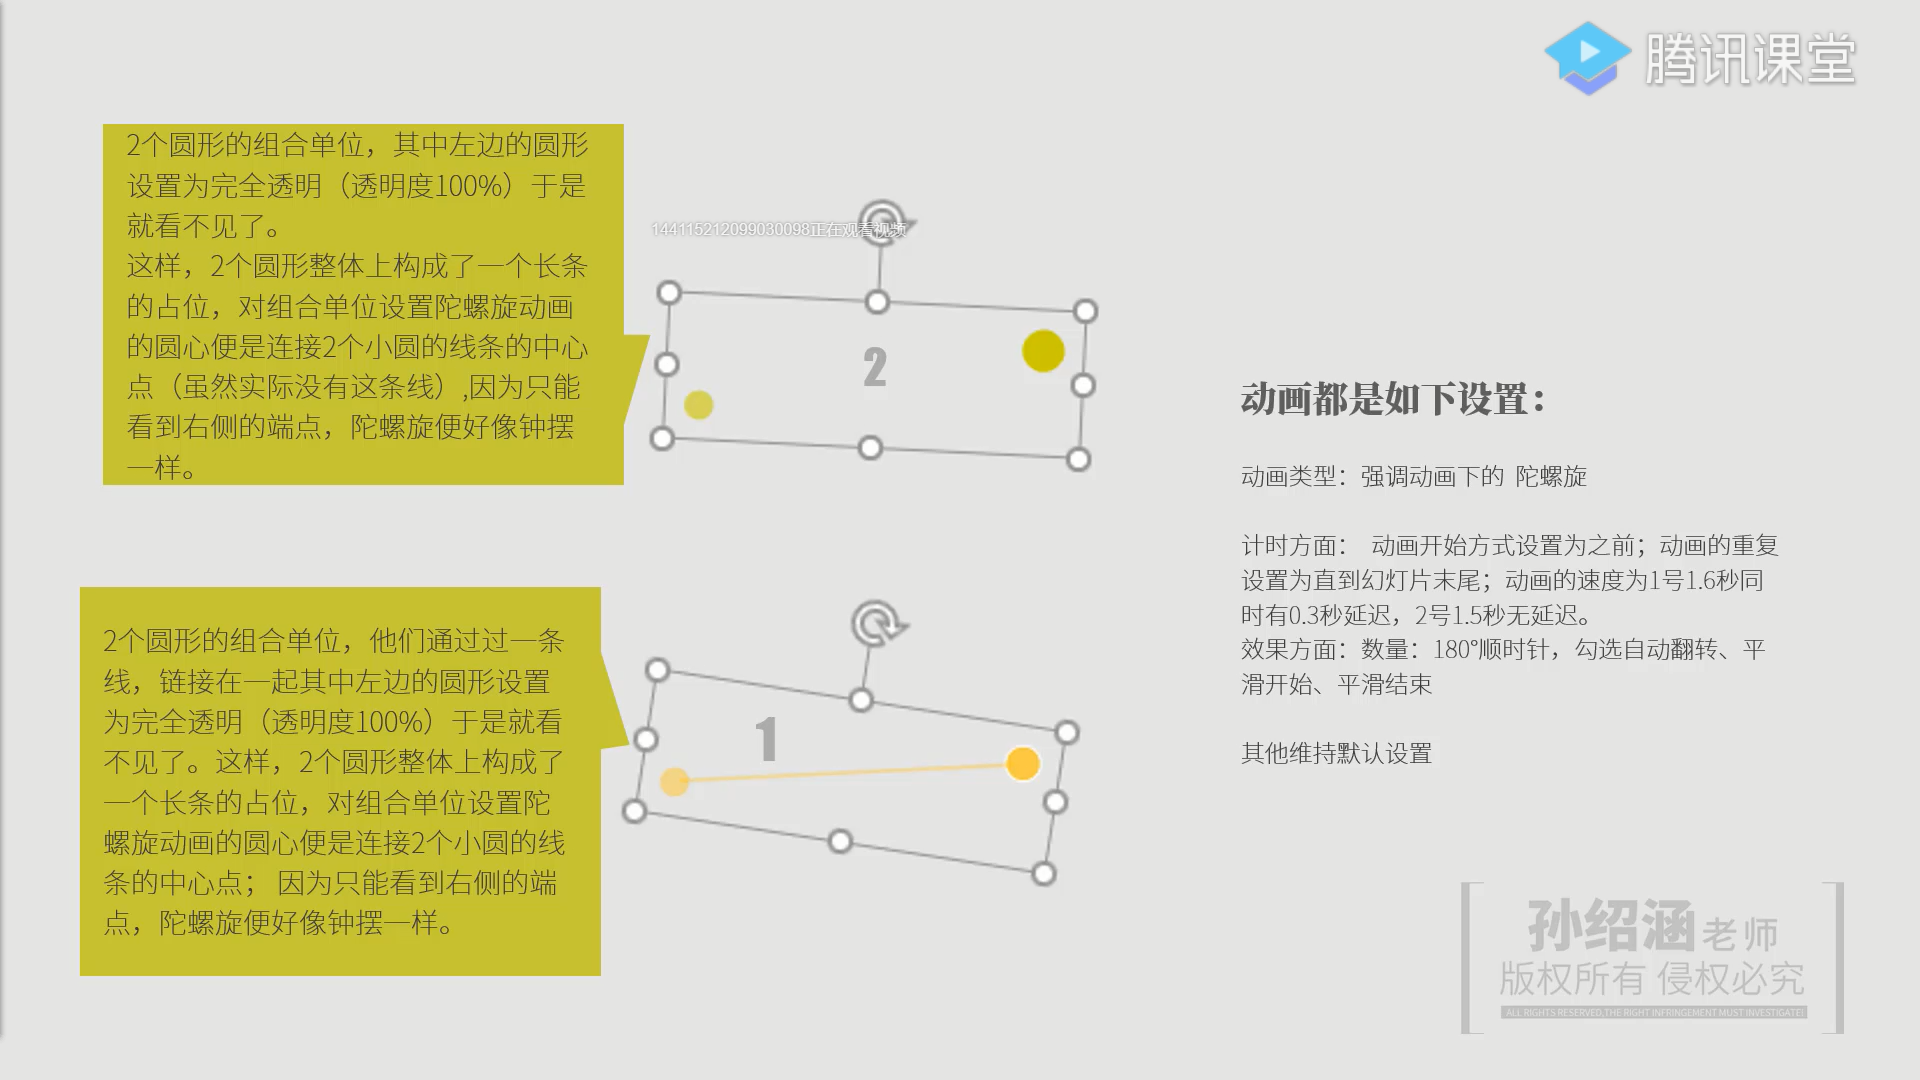 腾讯课堂
2个圆形的组合单位，其中左边的圆形
设置为完全透明（透明度100%）于是
就看不见了。
这样，2个圆形整体上构成了一个长条
的占位，对组合单位设置陀螺旋动画
的圆心便是连接2个小圆的线条的中心
点（虽然实际没有这条线）,因为只能
看到右侧的端点，陀螺旋便好像钟摆
一样。
144115212099030098正在观看视频
2
动画都是如下设置：
动画类型：强调动画下的 陀螺旋
计时方面： 动画开始方式设置为之前；动画的重复
设置为直到幻灯片末尾；动画的速度为1号1.6秒同
时有0.3秒延迟，2号1.5秒无延迟。
效果方面：数量：180°顺时针，勾选自动翻转、平
滑开始、平滑结束
其他维持默认设置
2个圆形的组合单位，他们通过过一条
线，链接在一起其中左边的圆形设置
为完全透明（透明度100%）于是就看
不见了。这样，2个圆形整体上构成了
一个长条的占位，对组合单位设置陀
螺旋动画的圆心便是连接2个小圆的线
条的中心点； 因为只能看到右侧的端
点，陀螺旋便好像钟摆一样。
1
孙绍涵老师
版权所有 侵权必究
ALL RIGHTS RESERVED,THE RIGHT INFRINGEMENT MUST INVESTIGATE!